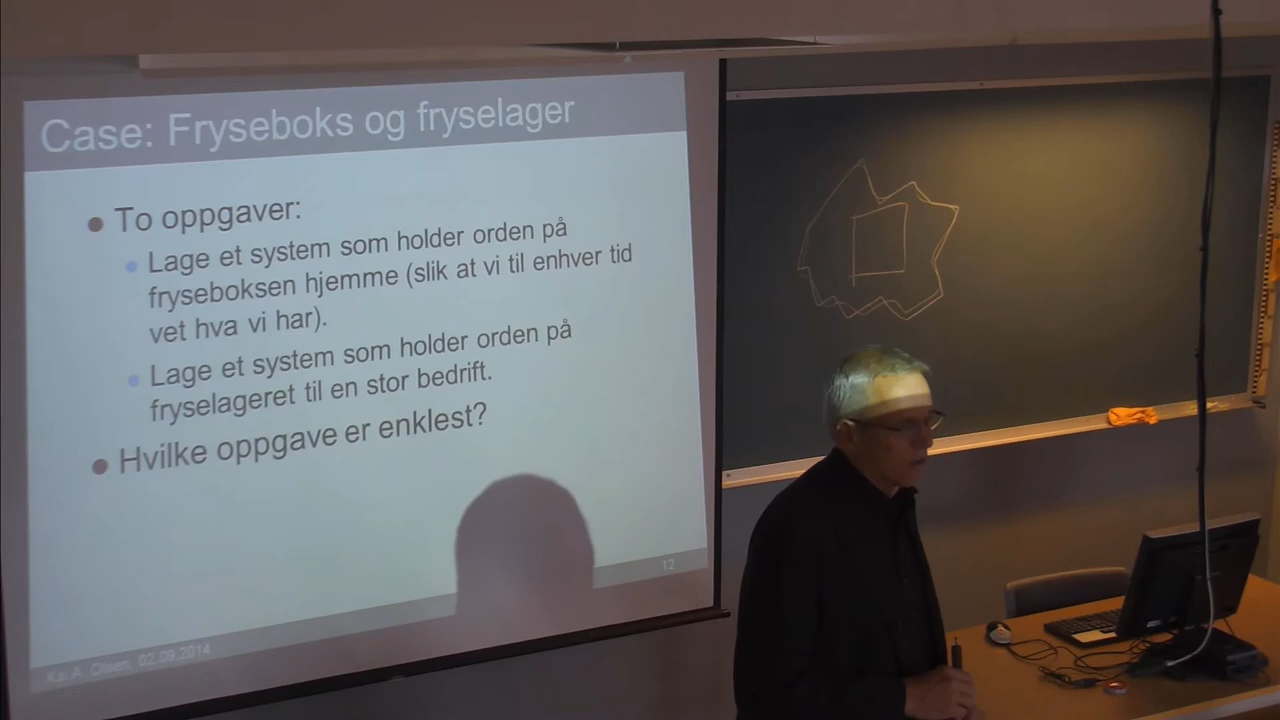 Case: Fryseboks og fryselager
To oppgaver:
Lage et system som holder orden på
fryseboksen hjemme (slik at vi til enhver tid
vet hva vi har).
Lage et system som holder orden på
fryselageret til en stor bedrift.
Hvilke oppgave er enklest?
12
Kai A. Olsen, 02.09.2014